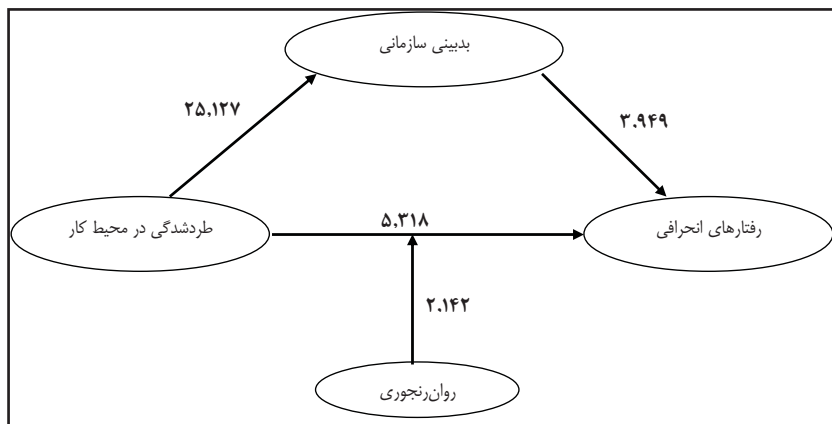 بدبینی سازمانی
۲۵,۱۲۷
۳.۹۴۹
طردشدگی در محیط کار
۵,۳۱۸
رفتارهای انحرافی
۲.۱۴۲
روان‌رنجوری